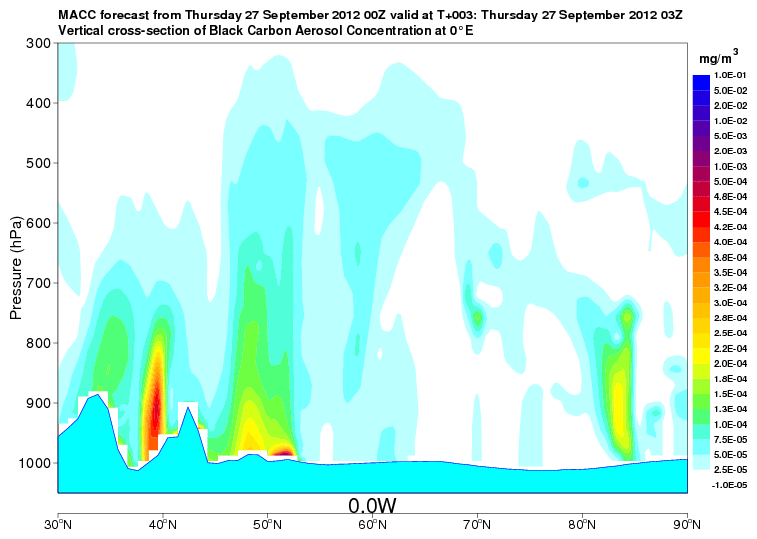 MACC forecast from Thursday 27 September 2012 00Z valid at T+003: Thursday 27 September 2012 03Z
Vertical cross-section of Black Carbon Aerosol Concentration at 0°E
mg/m³
300
400
500
600
700
800
900
1000
Pressure (hPa)
1.0E-01
5.0E-02
2.0E-02
1.0E-02
5.0E-03
2.0E-03
1.0E-03
5.0E-04
4.8E-04
4.5E-04
4.2E-04
4.0E-04
3.8E-04
3.5E-04
3.2E-04
3.0E-04
2.8E-04
2.5E-04
2.2E-04
2.0E-04
1.8E-04
1.5E-04
1.3E-04
1.0E-04
7.5E-05
5.0E-05
2.5E-05
-1.0E-05
0.0W
30°N 40°N 50°N 60°N 70°N 80°N 90°N